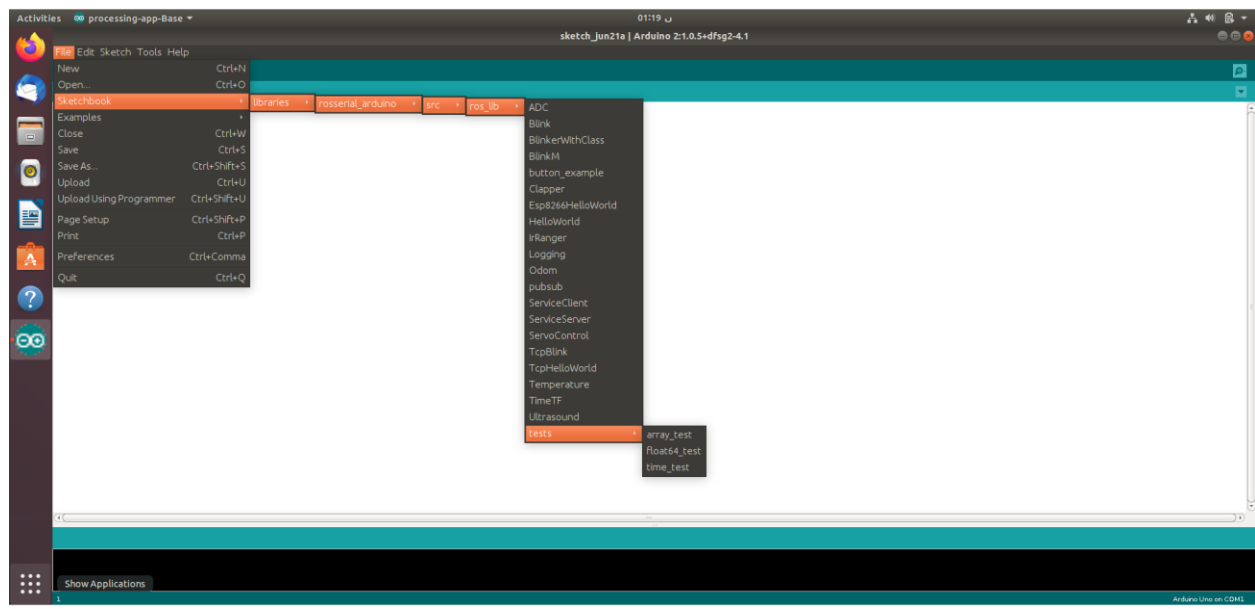 Activities processing-app-Base
01:19 ن
sketch_jun21a | Arduino 2:1.0.5+dfsg2-4.1
File Edit Sketch Tools Help
New Ctrl+N
Open... Ctrl+O
Sketchbook
Examples
Close Ctrl+W
Save Ctrl+S
Save As... Ctrl+Shift+S
Upload Ctrl+U
Upload Using Programmer Ctrl+Shift+U
Page Setup Ctrl+Shift+P
Print Ctrl+P
Preferences Ctrl+Comma
Quit Ctrl+Q
libraries
rosserial_arduino
src
ros_lib
ADC
Blink
BlinkerWithClass
BlinkM
button_example
Clapper
Esp8266HelloWorld
HelloWorld
IrRanger
Logging
Odom
pubsub
ServiceClient
ServiceServer
ServoControl
TcpBlink
TcpHelloWorld
Temperature
TimeTF
Ultrasound
tests
array_test
float64_test
time_test
Show Applications
1
Arduino Uno on COM1